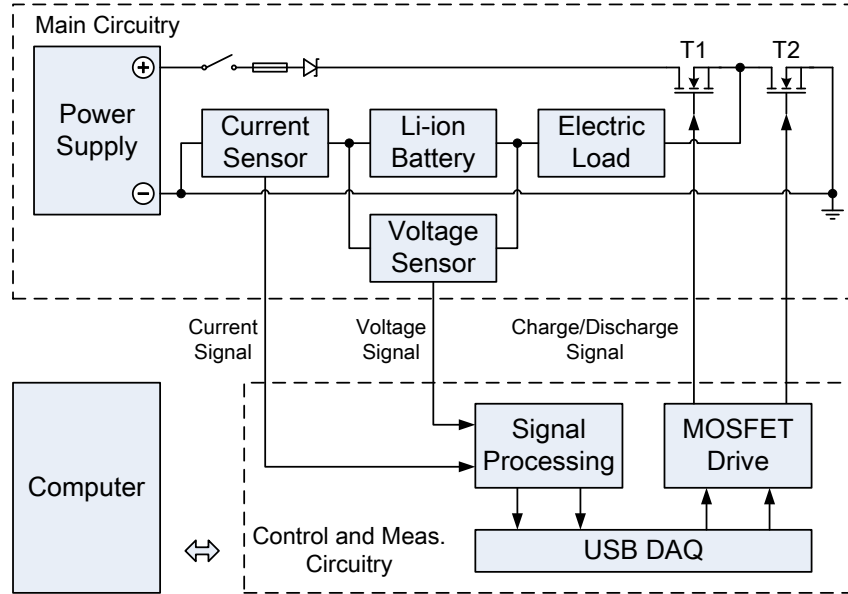 Main Circuitry
T1 T2
Power
Supply
Current
Sensor
Li-ion
Battery
Electric
Load
Voltage
Sensor
Current
Signal
Voltage
Signal
Charge/Discharge
Signal
Computer
Signal
Processing
MOSFET
Drive
Control and Meas.
Circuitry
USB DAQ